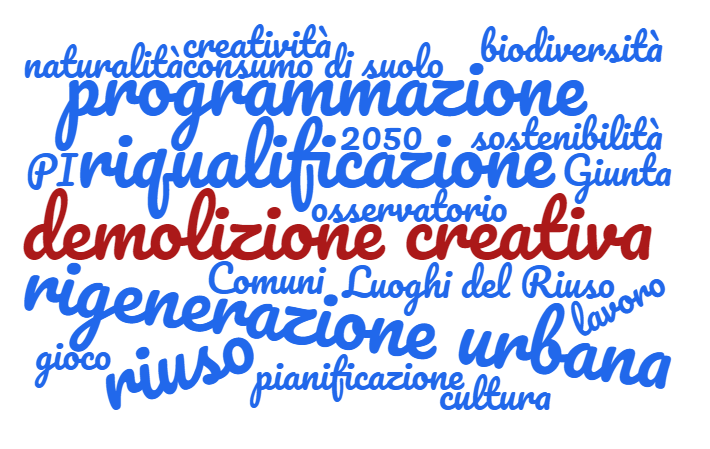 creatività
biodiversità
naturalità
consumo di suolo
programmazione
2050
sostenibilità
PI
riqualificazione
Giunta
osservatorio
demolizione creativa
Comuni
Luoghi del Riuso
rigenerazione urbana
lavoro
gioco
riuso
pianificazione
cultura